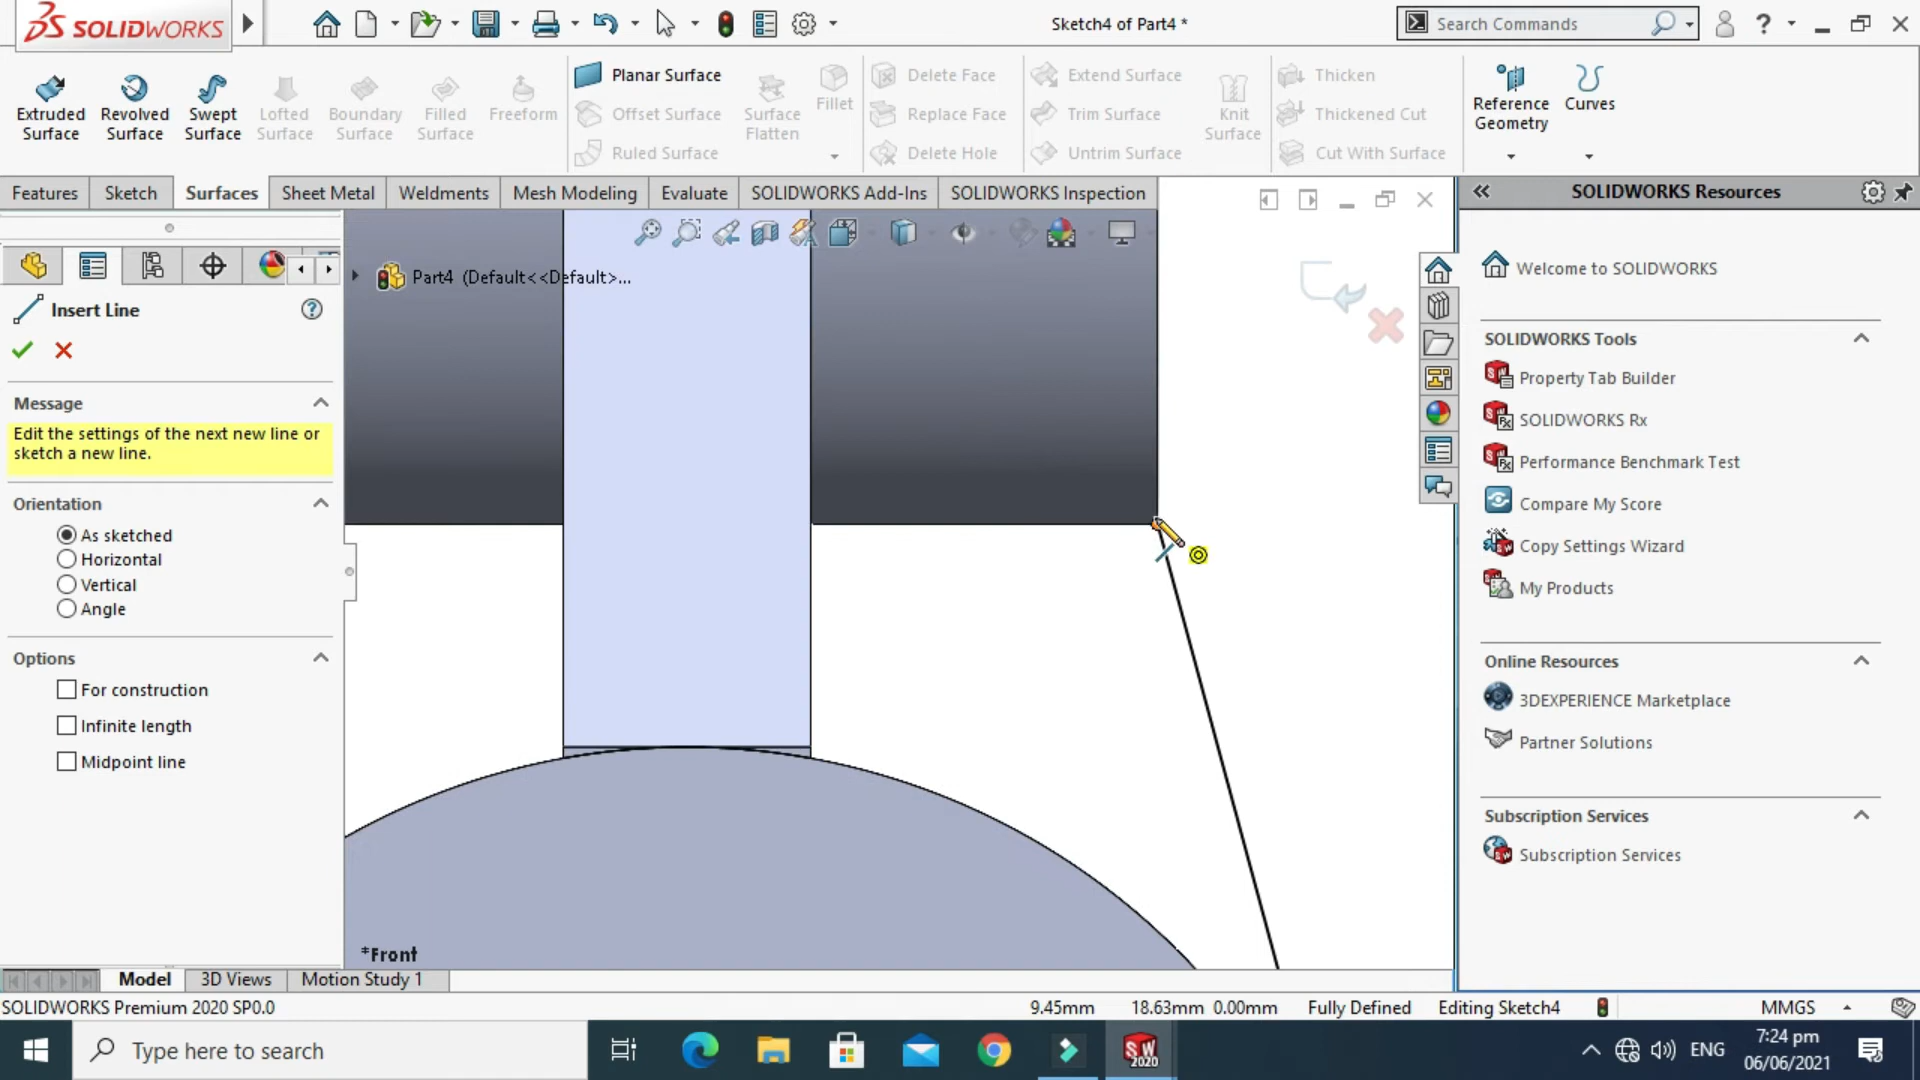 SOLIDWORKS
Sketch4 of Part4 *
Search Commands
?
Extruded Surface
Revolved Surface
Swept Surface
Lofted Surface
Boundary Surface
Filled Surface
Freeform
Planar Surface
Offset Surface
Ruled Surface
Surface Flatten
Fillet
Delete Face
Replace Face
Delete Hole
Extend Surface
Trim Surface
Untrim Surface
Knit Surface
Thicken
Thickened Cut
Cut With Surface
Reference Geometry
Curves
Features
Sketch
Surfaces
Sheet Metal
Weldments
Mesh Modeling
Evaluate
SOLIDWORKS Add-Ins
SOLIDWORKS Inspection
SOLIDWORKS Resources
Part4 (Default<<Default>...
Insert Line
?
Message
Edit the settings of the next new line or
sketch a new line.
Orientation
As sketched
Horizontal
Vertical
Angle
Options
For construction
Infinite length
Midpoint line
*Front
Welcome to SOLIDWORKS
SOLIDWORKS Tools
Property Tab Builder
SOLIDWORKS Rx
Performance Benchmark Test
Compare My Score
Copy Settings Wizard
My Products
Online Resources
3DEXPERIENCE Marketplace
Partner Solutions
Subscription Services
Subscription Services
Model
3D Views
Motion Study 1
SOLIDWORKS Premium 2020 SP0.0
9.45mm
18.63mm 0.00mm
Fully Defined
Editing Sketch4
MMGS
Type here to search
SW 2020
ENG
7:24 pm
06/06/2021